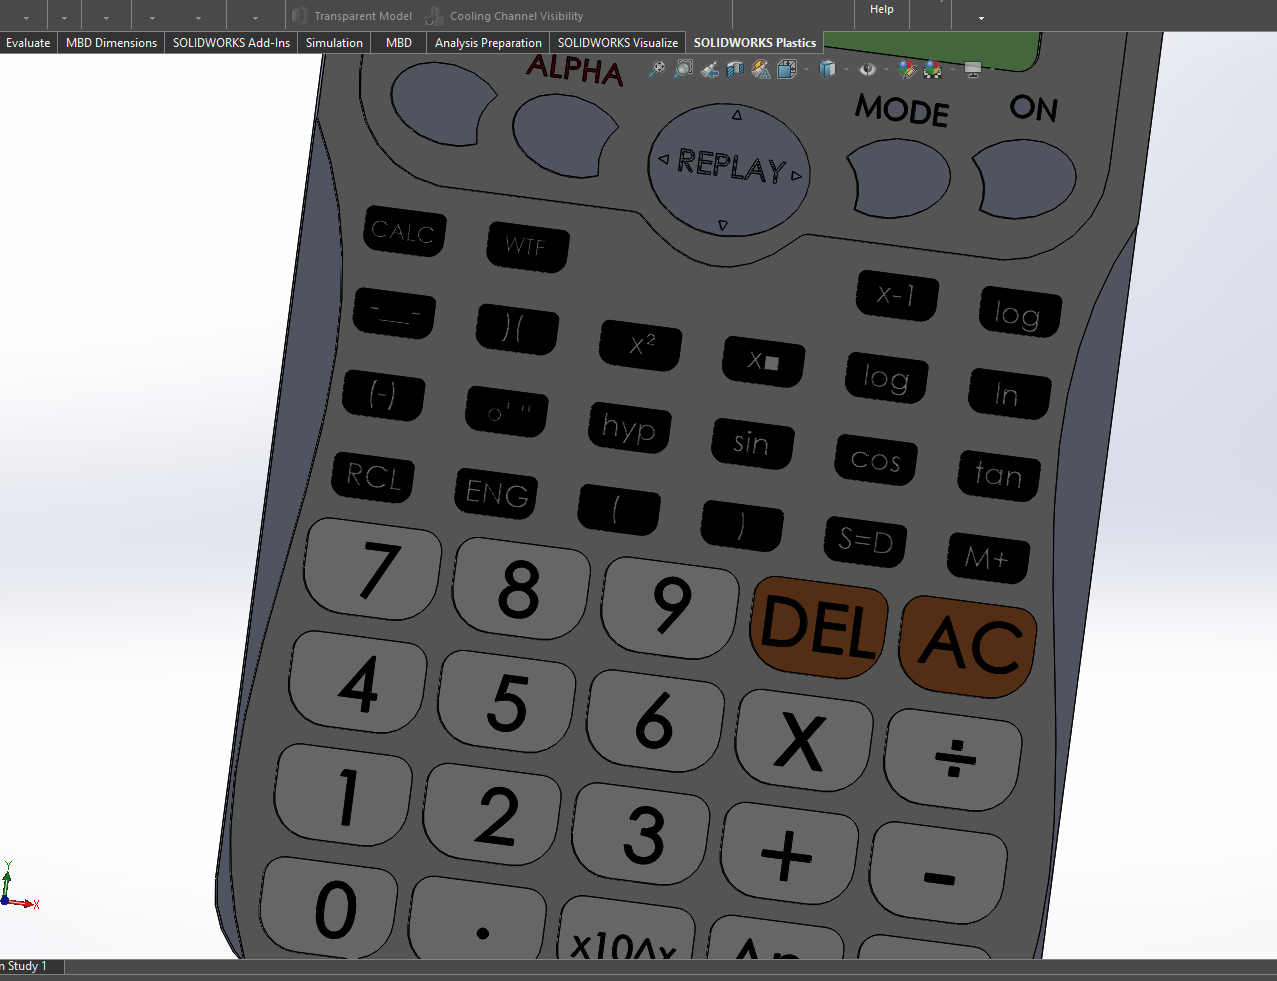 Transparent Model Cooling Channel Visibility Help
Evaluate MBD Dimensions SOLIDWORKS Add-Ins Simulation MBD Analysis Preparation SOLIDWORKS Visualize SOLIDWORKS Plastics
ALPHA MODE ON
REPLAY
CALC WTF x-1 log
)( x² x■ log ln
(-) o ' '' hyp sin cos tan
RCL ENG ( ) S=D M+
7 8 9 DEL AC
4 5 6 X ÷
1 2 3 + -
0 . x10^x
Y
X
n Study 1